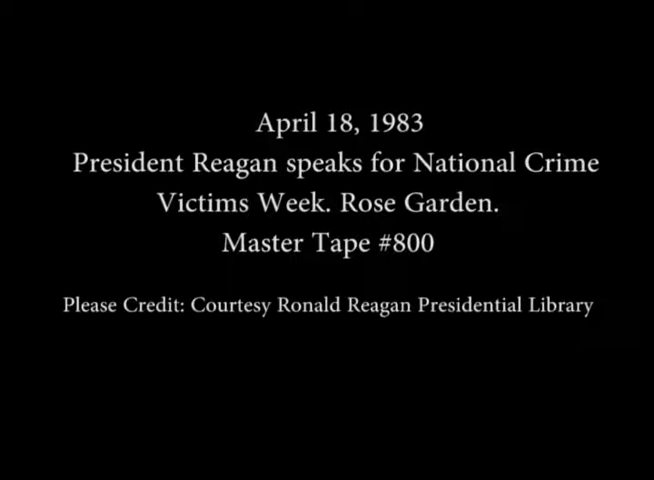 April 18, 1983
President Reagan speaks for National Crime
Victims Week. Rose Garden.
Master Tape #800
Please Credit: Courtesy Ronald Reagan Presidential Library